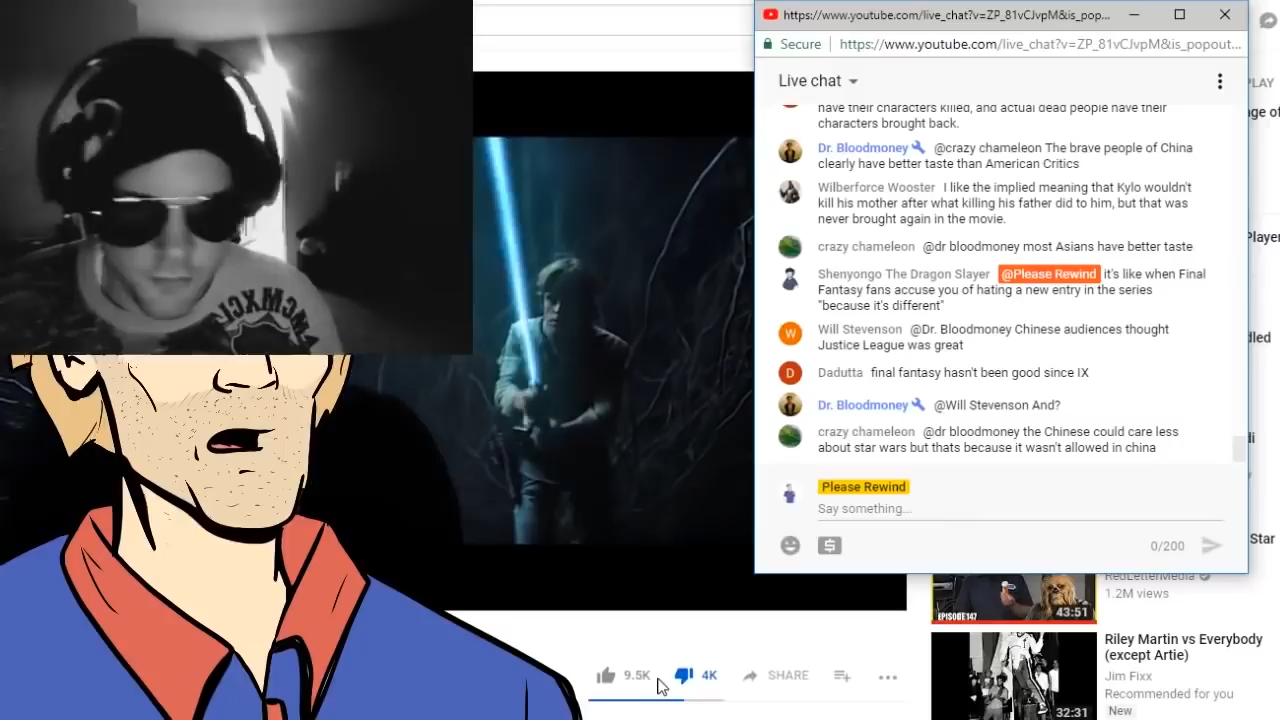 https://www.youtube.com/live_chat?v=ZP_81vCJvpM&is_pop...
Secure
https://www.youtube.com/live_chat?v=ZP_81vCJvpM&is_popout...
Live chat
have their characters killed, and actual dead people have their
characters brought back.
Dr. Bloodmoney @crazy chameleon The brave people of China
clearly have better taste than American Critics
Wilberforce Wooster I like the implied meaning that Kylo wouldn't
kill his mother after what killing his father did to him, but that was
never brought again in the movie.
crazy chameleon @dr bloodmoney most Asians have better taste
Shenyongo The Dragon Slayer @Please Rewind it's like when Final
Fantasy fans accuse you of hating a new entry in the series
"because it's different"
W
Will Stevenson @Dr. Bloodmoney Chinese audiences thought
Justice League was great
D
Dadutta final fantasy hasn't been good since IX
Dr. Bloodmoney @Will Stevenson And?
crazy chameleon @dr bloodmoney the Chinese could care less
about star wars but thats because it wasn't allowed in china
Please Rewind
Say something...
0/200
PLAY
ge of
Player
dled
di
Star
RedLetterMedia
1.2M views
EPISODE 147
43:51
Riley Martin vs Everybody
(except Artie)
Jim Fixx
Recommended for you
New
32:31
9.5K
4K
SHARE